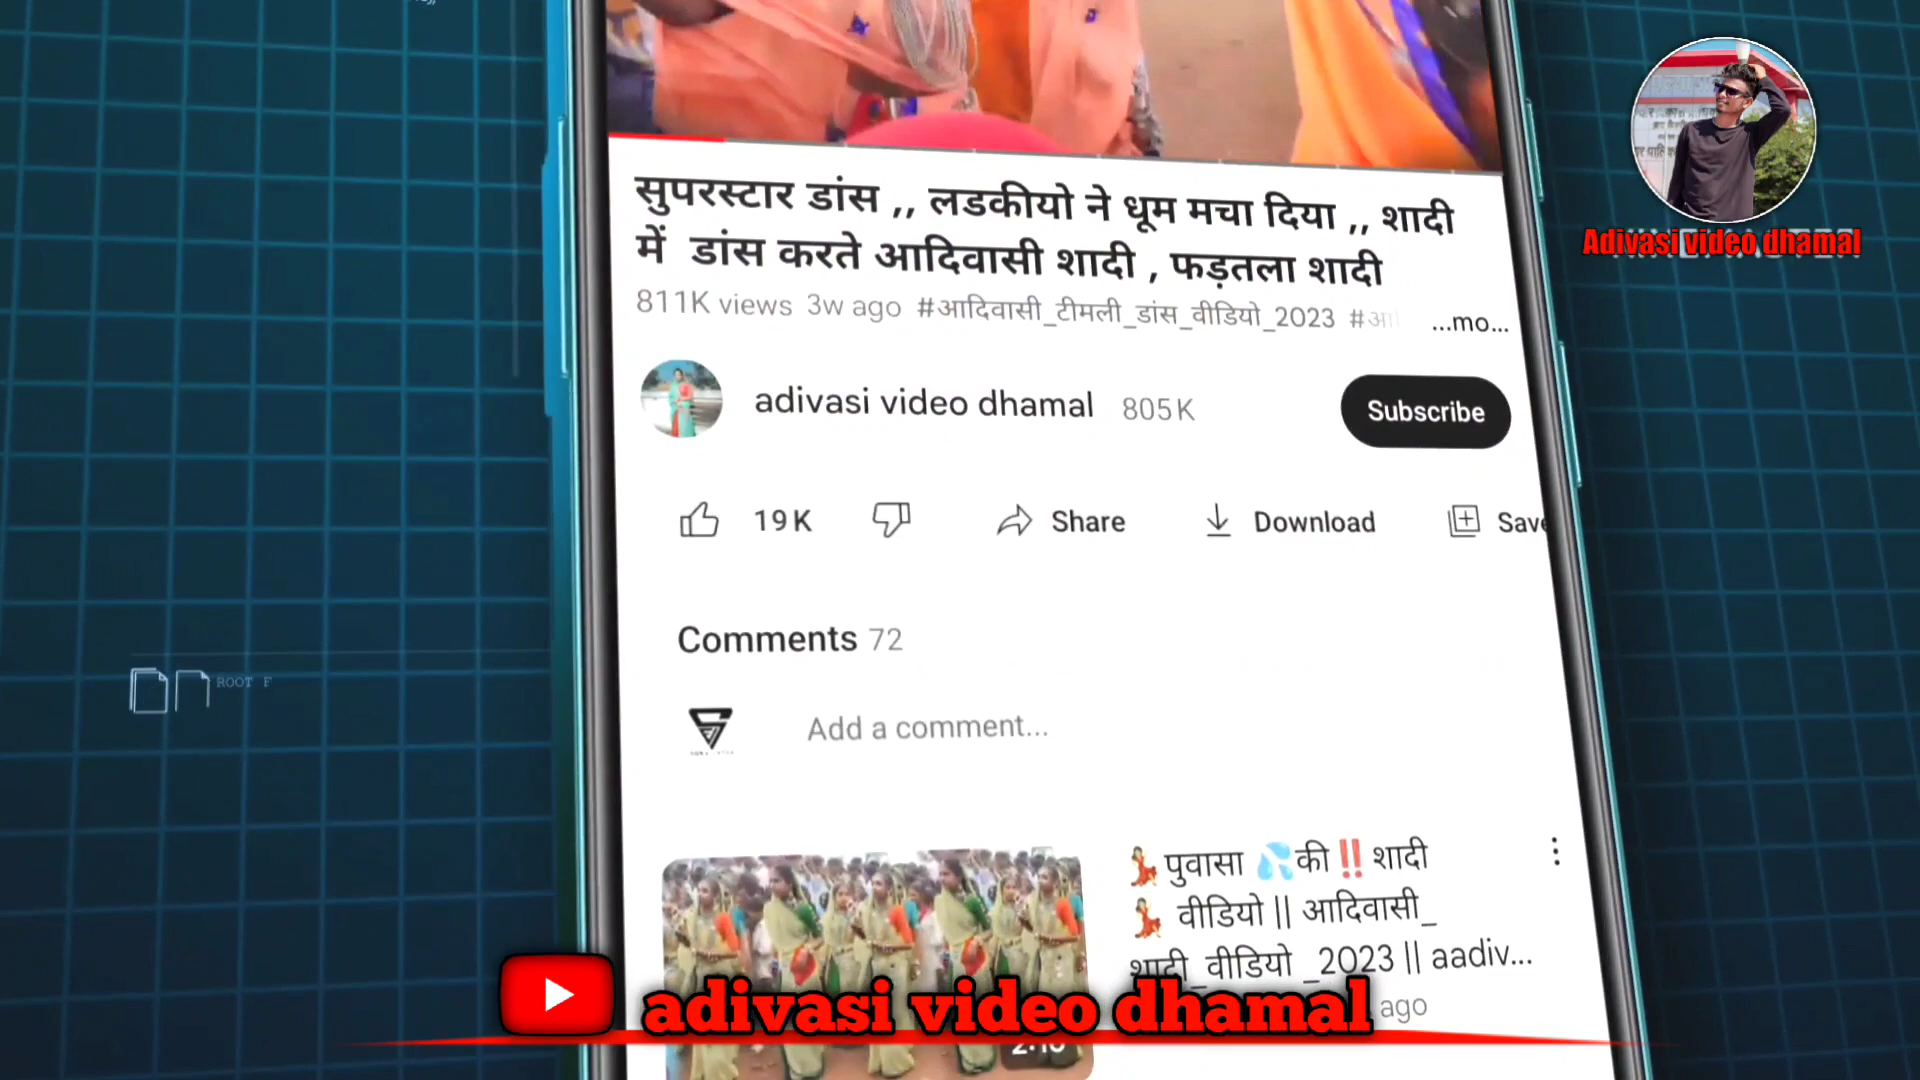 Adivasi video dhamal
सुपरस्टार डांस ,, लडकीयो ने धूम मचा दिया ,, शादी
में डांस करते आदिवासी शादी , फड़तला शादी
811K views 3w ago #आदिवासी_टीमली_डांस_वीडियो_2023 #आ ...mo...
adivasi video dhamal 805K
Subscribe
19K
Share
Download
Save
Comments 72
Add a comment...
ROOT F
💃पुवासा 💦की‼️शादी
💃 वीडियो || आदिवासी_
शादी_वीडियो _2023 || aadiv...
ago
adivasi video dhamal